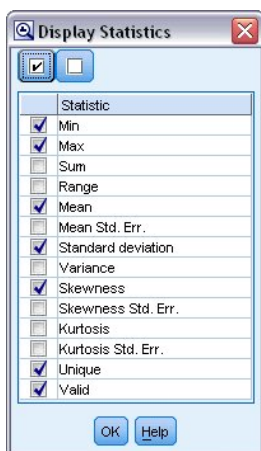 Display Statistics
Statistic
Min
Max
Sum
Range
Mean
Mean Std. Err.
Standard deviation
Variance
Skewness
Skewness Std. Err.
Kurtosis
Kurtosis Std. Err.
Unique
Valid
OK Help